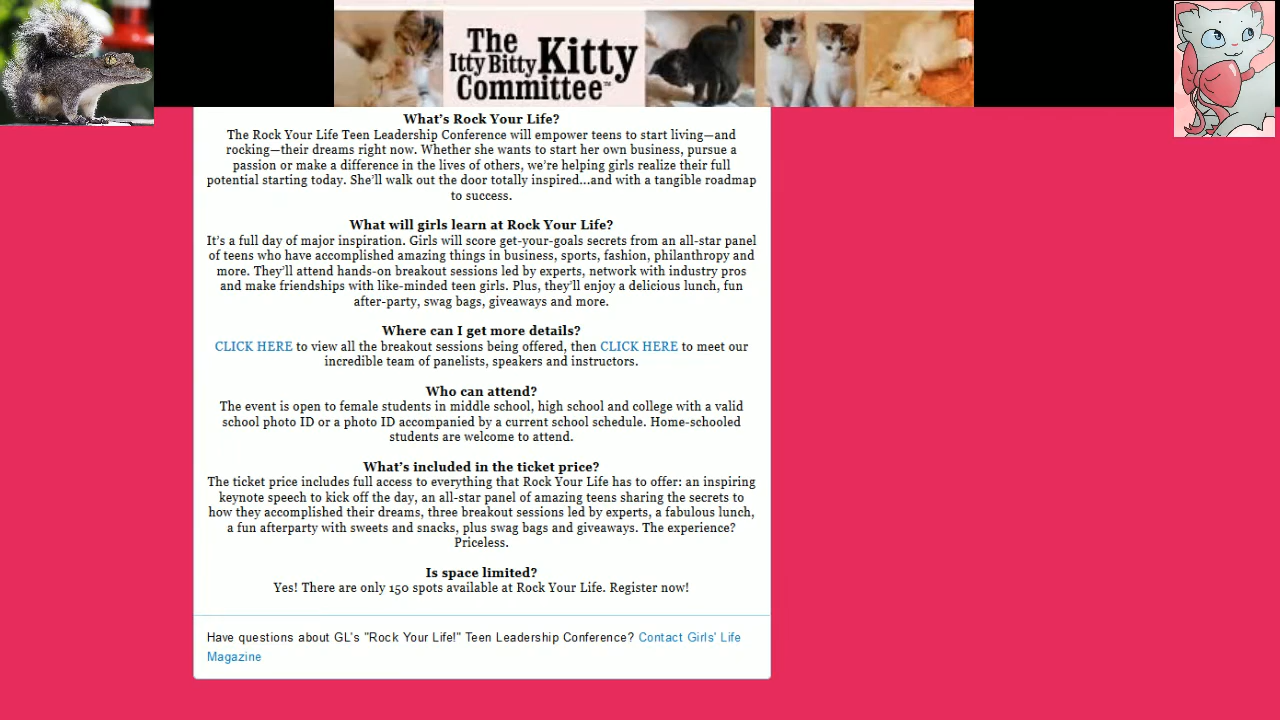 The
Itty Bitty Kitty
Committee™
What's Rock Your Life?
The Rock Your Life Teen Leadership Conference will empower teens to start living—and
rocking—their dreams right now. Whether she wants to start her own business, pursue a
passion or make a difference in the lives of others, we're helping girls realize their full
potential starting today. She'll walk out the door totally inspired...and with a tangible roadmap
to success.
What will girls learn at Rock Your Life?
It's a full day of major inspiration. Girls will score get-your-goals secrets from an all-star panel
of teens who have accomplished amazing things in business, sports, fashion, philanthropy and
more. They'll attend hands-on breakout sessions led by experts, network with industry pros
and make friendships with like-minded teen girls. Plus, they'll enjoy a delicious lunch, fun
after-party, swag bags, giveaways and more.
Where can I get more details?
CLICK HERE to view all the breakout sessions being offered, then CLICK HERE to meet our
incredible team of panelists, speakers and instructors.
Who can attend?
The event is open to female students in middle school, high school and college with a valid
school photo ID or a photo ID accompanied by a current school schedule. Home-schooled
students are welcome to attend.
What's included in the ticket price?
The ticket price includes full access to everything that Rock Your Life has to offer: an inspiring
keynote speech to kick off the day, an all-star panel of amazing teens sharing the secrets to
how they accomplished their dreams, three breakout sessions led by experts, a fabulous lunch,
a fun afterparty with sweets and snacks, plus swag bags and giveaways. The experience?
Priceless.
Is space limited?
Yes! There are only 150 spots available at Rock Your Life. Register now!
Have questions about GL's "Rock Your Life!" Teen Leadership Conference? Contact Girls' Life
Magazine